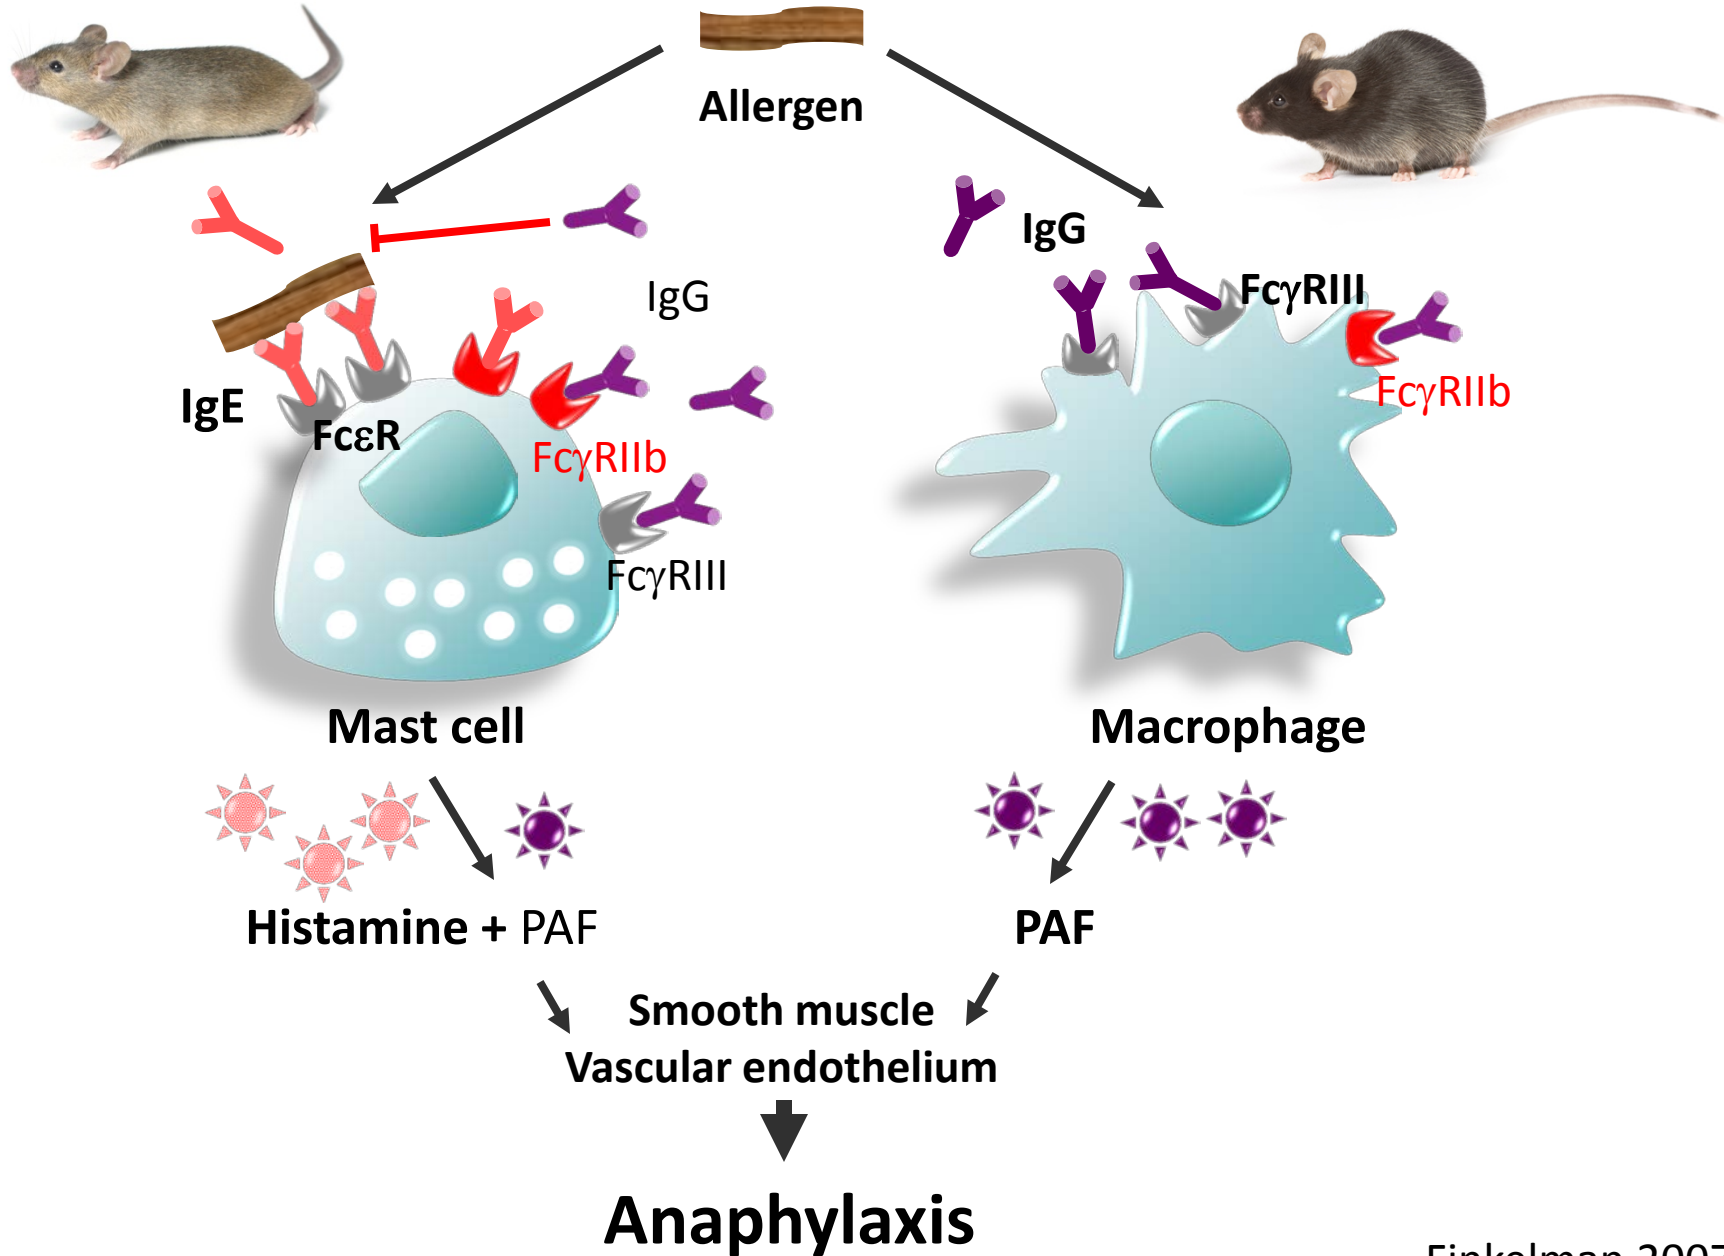 Allergen
IgG
IgG
FcγRIII
FcγRIIb
IgE
FcεR
FcγRIIb
FcγRIII
Mast cell
Macrophage
Histamine + PAF
PAF
Smooth muscle
Vascular endothelium
Anaphylaxis
Finkelman